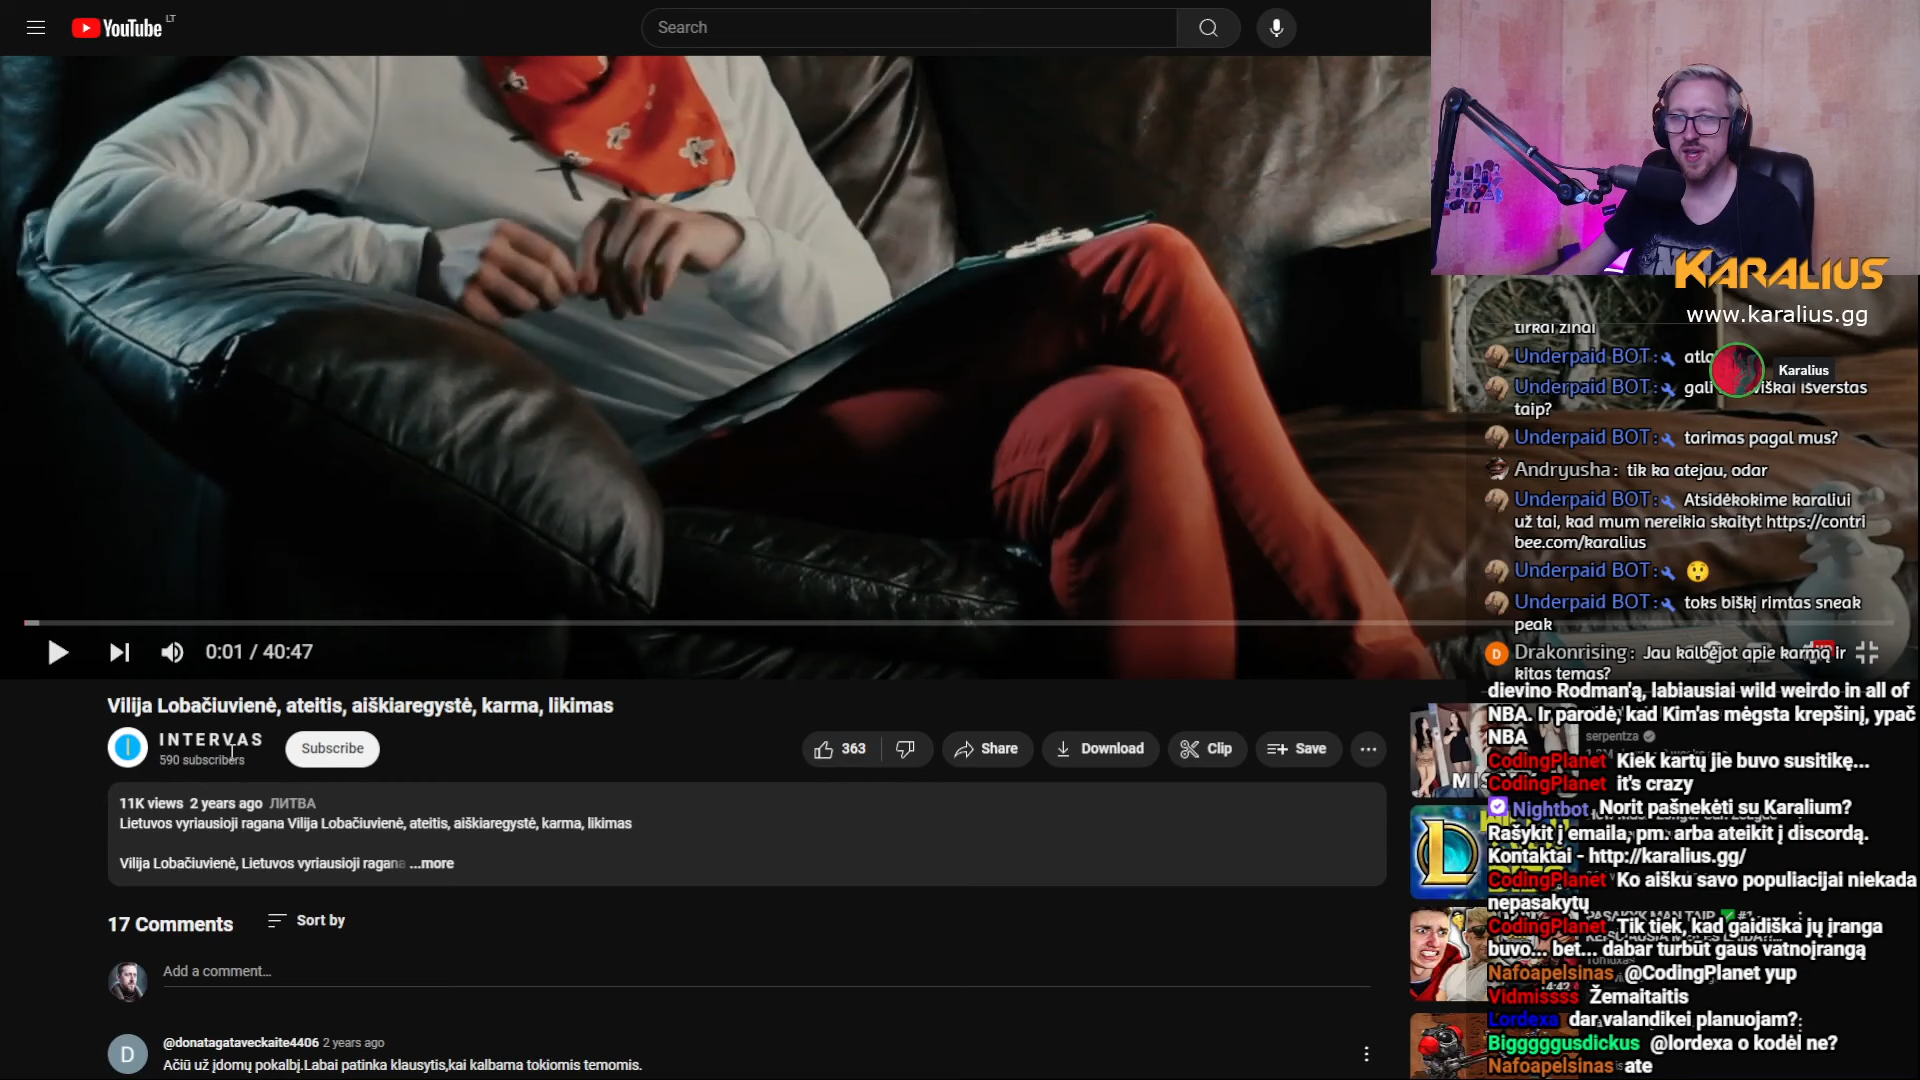 YouTube LT
Search
KARALIUS
www.karalius.gg
tirkai žinai
Underpaid BOT:
Karalius
Underpaid BOT: gali išverstas
taip?
Underpaid BOT: tarimas pagal mus?
Andryusha: tik ka atejau, odar
Underpaid BOT: Atsidėkokime karaliui
už tai, kad mum nereikia skaityt https://contri
bee.com/karalius
Underpaid BOT: 😲
Underpaid BOT: toks biškį rimtas sneak
peak
Drakonrising: Jau kalbėjot apie karmą ir
kitas temas?
0:01 / 40:47
Vilija Lobačiuvienė, ateitis, aiškiaregystė, karma, likimas
INTERVAS
590 subscribers
Subscribe
363
Share
Download
Clip
Save
11K views 2 years ago ЛИТВА
Lietuvos vyriausioji ragana Vilija Lobačiuvienė, ateitis, aiškiaregystė, karma, likimas
Vilija Lobačiuvienė, Lietuvos vyriausioji ragana ...more
17 Comments
Sort by
Add a comment...
D
@donatagataveckaite4406 2 years ago
Ačiū už įdomų pokalbį.Labai patinka klausytis,kai kalbama tokiomis temomis.
dievino Rodman'ą, labiausiai wild weirdo in all of
NBA. Ir parodė, kad Kim'as mėgsta krepšinį, ypač
NBA
serpentza
CodingPlanet Kiek kartų jie buvo susitikę...
CodingPlanet it's crazy
Nightbot Norit pašnekėti su Karalium?
Rašykit į emaila, pm. arba ateikit į discordą.
Kontaktai - http://karalius.gg/
CodingPlanet Ko aišku savo populiacijai niekada
nepasakytų
CodingPlanet Tik tiek, kad gaidiška jų įranga
buvo... bet... dabar turbūt gaus vatnoįrangą
Nafoapelsinas @CodingPlanet yup
Vidmissss Žemaitaitis
Lordexa dar valandikei planuojam?
Bigggggusdickus @lordexa o kodėl ne?
Nafoapelsinas ate